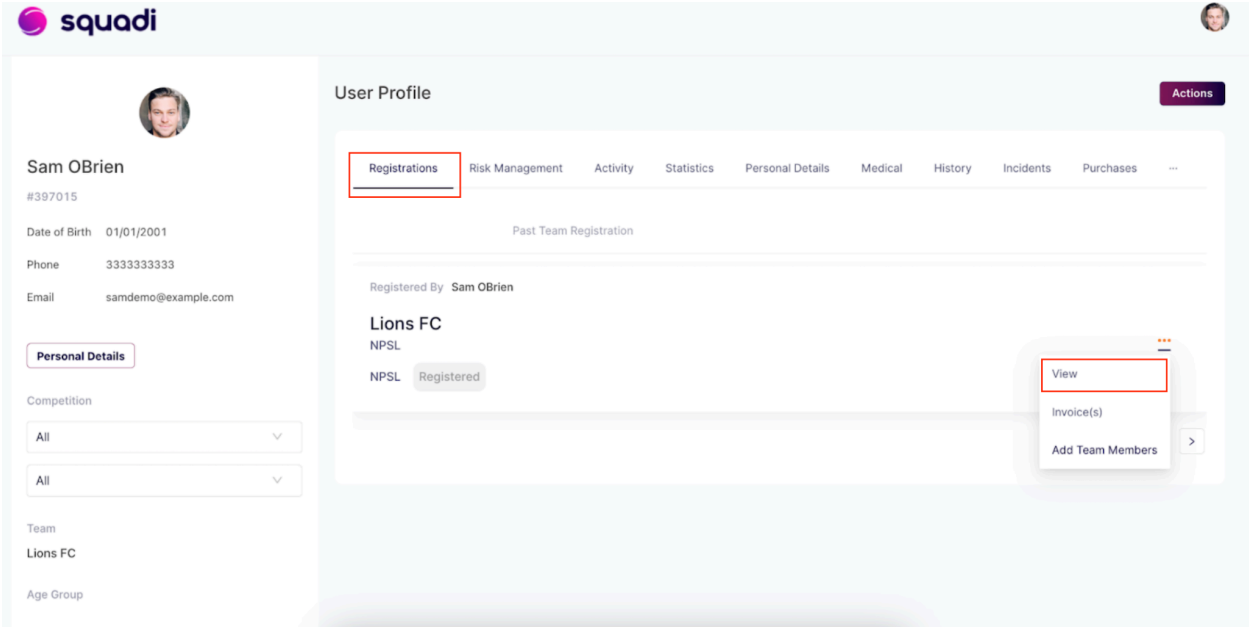 squadi
User Profile
Actions
Sam OBrien
#397015
Date of Birth 01/01/2001
Phone 3333333333
Email samdemo@example.com
Personal Details
Competition
All
All
Team
Lions FC
Age Group
Registrations Risk Management Activity Statistics Personal Details Medical History Incidents Purchases ...
Past Team Registration
Registered By Sam OBrien
Lions FC
NPSL
NPSL Registered
View
Invoice(s)
Add Team Members